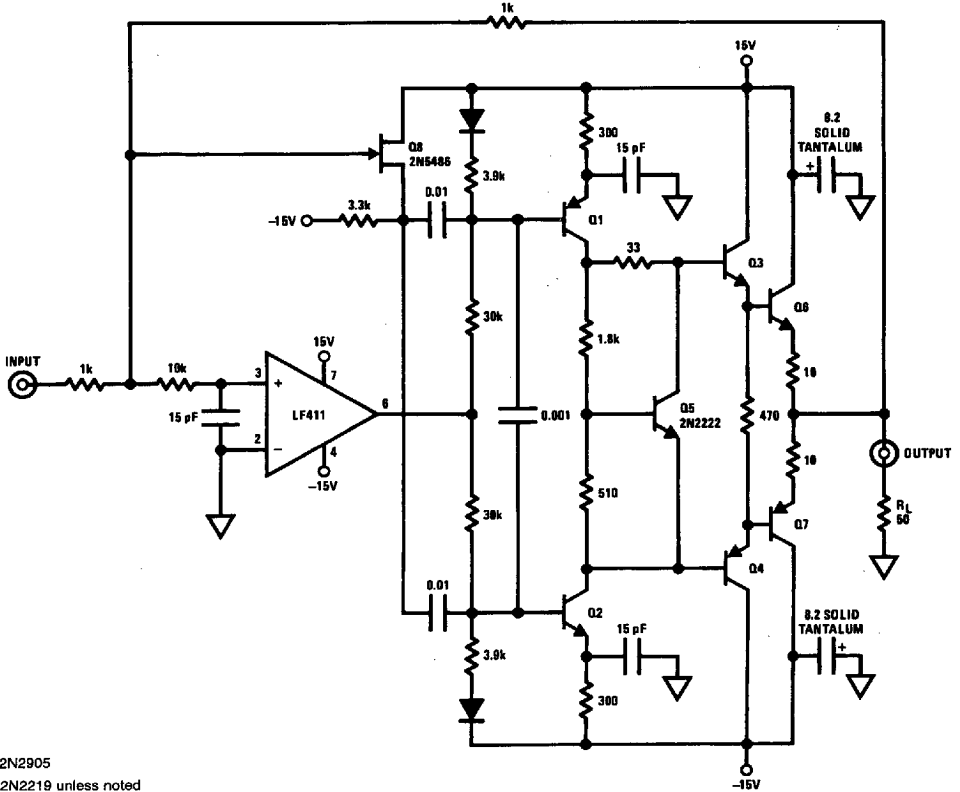 1k
15V
8.2
SOLID
TANTALUM
+
300
15 pF
Q8
2N5486
3.9k
0.01
3.3k
−15V
Q1
33
Q3
30k
1.8k
Q6
INPUT
1k
10k
15V
3
7
+
LF411
6
0.001
Q5
2N2222
470
10
OUTPUT
15 pF
2
−
4
−15V
10
510
30k
RL
50
Q7
Q4
0.01
Q2
15 pF
8.2 SOLID
TANTALUM
+
3.9k
300
2N2905
−15V
2N2219 unless noted